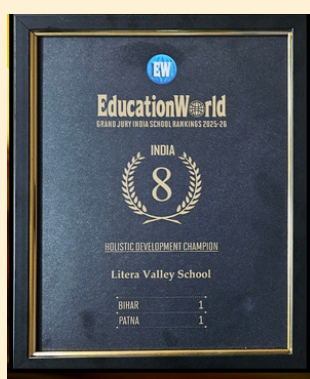 EW
EducationWorld
GRAND JURY INDIA SCHOOL RANKINGS 2025-26
INDIA
8
HOLISTIC DEVELOPMENT CHAMPION
Litera Valley School
BIHAR 1
PATNA 1